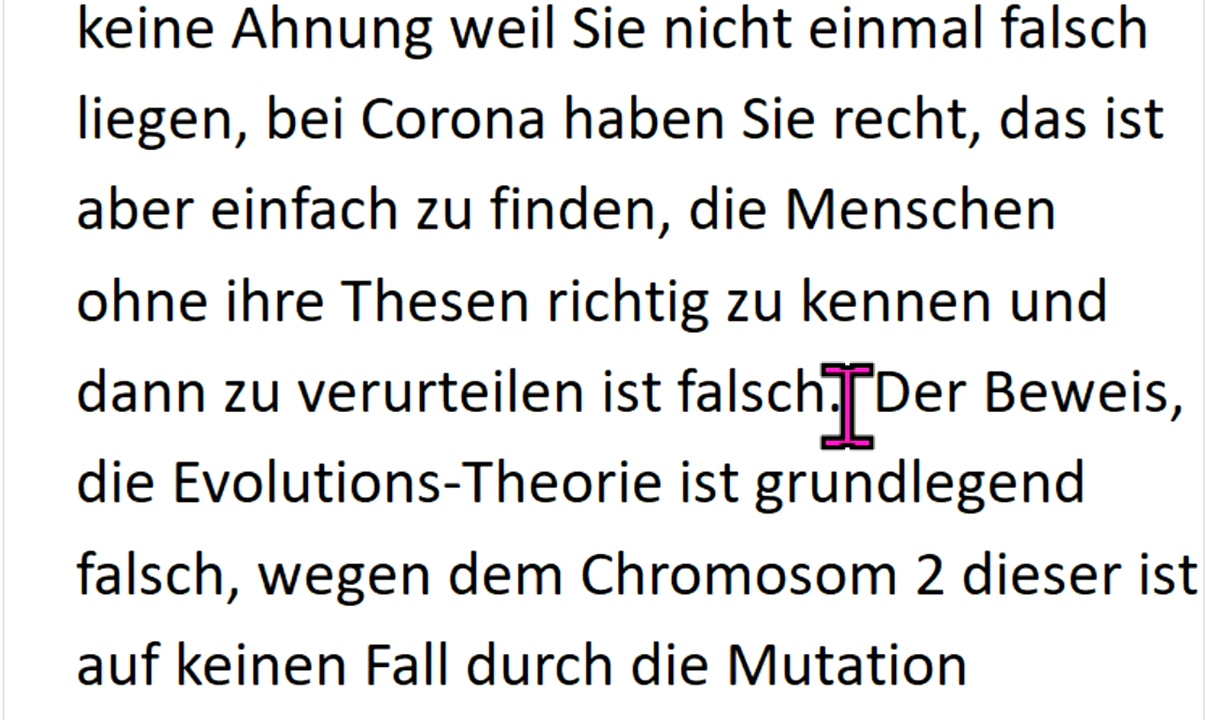 keine Ahnung weil Sie nicht einmal falsch
liegen, bei Corona haben Sie recht, das ist
aber einfach zu finden, die Menschen
ohne ihre Thesen richtig zu kennen und
dann zu verurteilen ist falsch. Der Beweis,
die Evolutions-Theorie ist grundlegend
falsch, wegen dem Chromosom 2 dieser ist
auf keinen Fall durch die Mutation